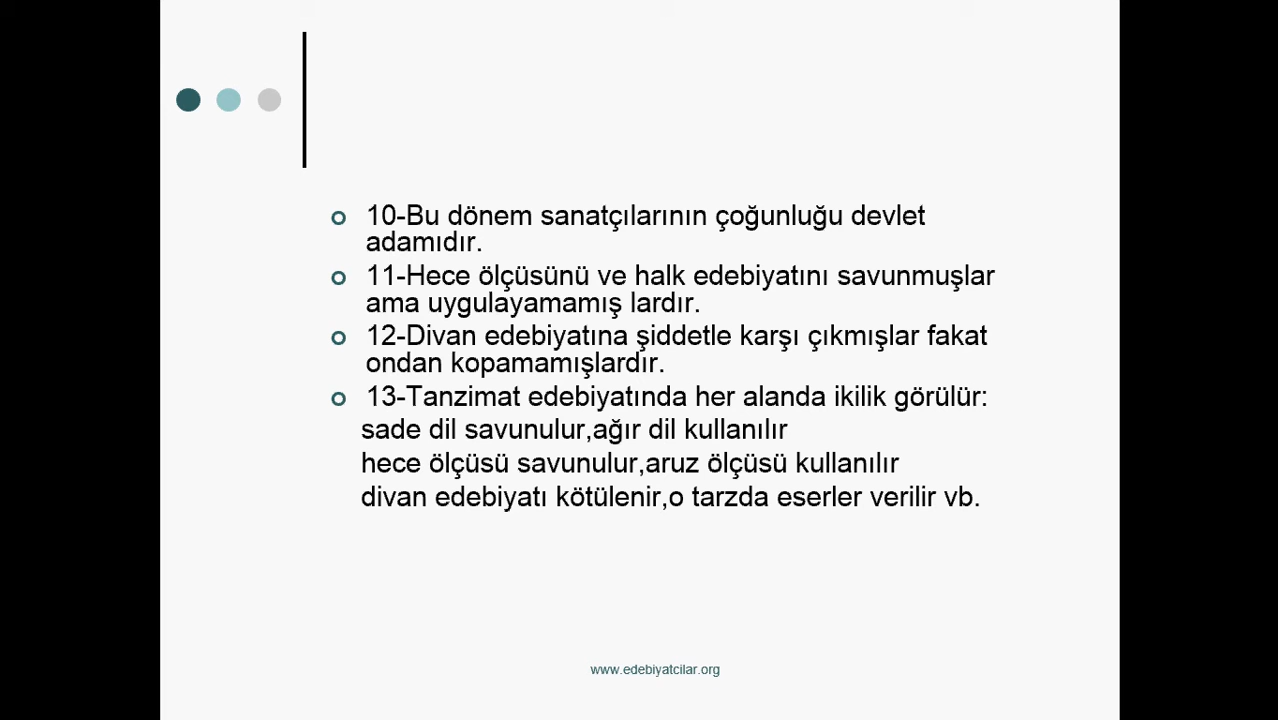 10-Bu dönem sanatçılarının çoğunluğu devlet
adamıdır.
11-Hece ölçüsünü ve halk edebiyatını savunmuşlar
ama uygulayamamış lardır.
12-Divan edebiyatına şiddetle karşı çıkmışlar fakat
ondan kopamamışlardır.
13-Tanzimat edebiyatında her alanda ikilik görülür:
sade dil savunulur,ağır dil kullanılır
hece ölçüsü savunulur,aruz ölçüsü kullanılır
divan edebiyatı kötülenir,o tarzda eserler verilir vb.
www.edebiyatcilar.org